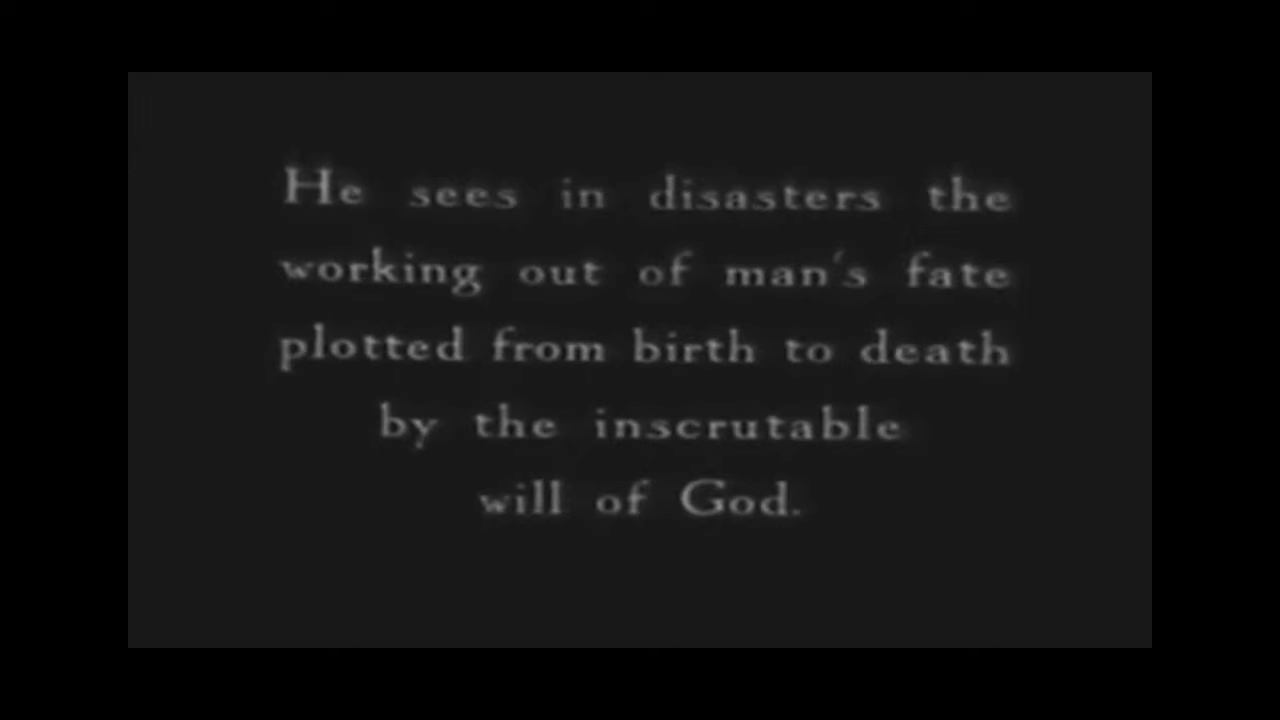 He sees in disasters the
working out of man's fate
plotted from birth to death
by the inscrutable
will of God.